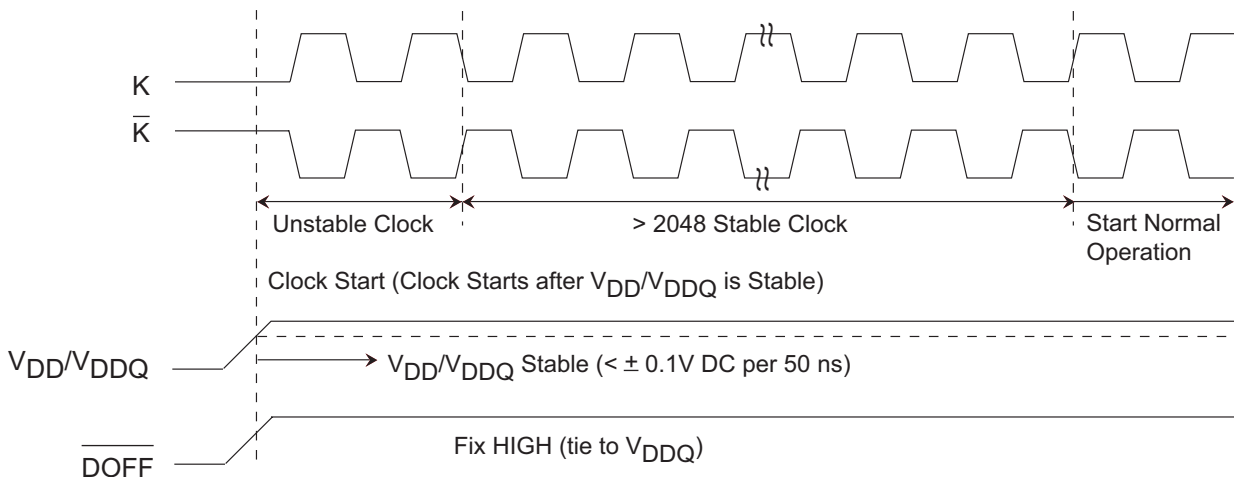 K
K̅
Unstable Clock
> 2048 Stable Clock
Start Normal
Operation
Clock Start (Clock Starts after VDD/VDDQ is Stable)
VDD/VDDQ
VDD/VDDQ Stable (< ± 0.1V DC per 50 ns)
Fix HIGH (tie to VDDQ)
D̅O̅F̅F̅